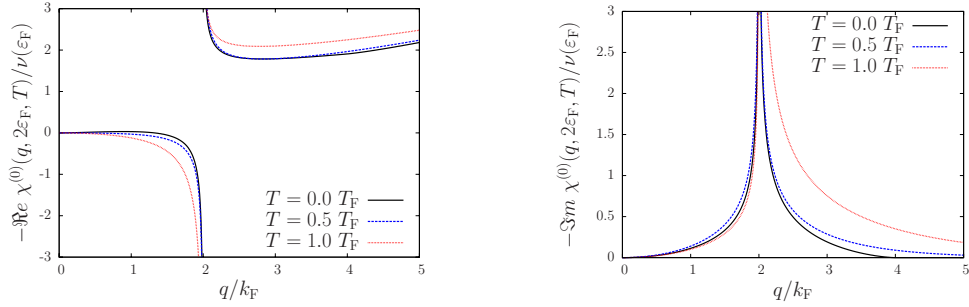 −ℜe χ⁽⁰⁾(q, 2ε_F, T)/ν(ε_F)
3
2
1
0
-1
-2
-3
T = 0.0 T_F
T = 0.5 T_F
T = 1.0 T_F
0
1
2
3
4
5
q/k_F
−ℑm χ⁽⁰⁾(q, 2ε_F, T)/ν(ε_F)
3
2.5
2
1.5
1
0.5
0
T = 0.0 T_F
T = 0.5 T_F
T = 1.0 T_F
0
1
2
3
4
5
q/k_F